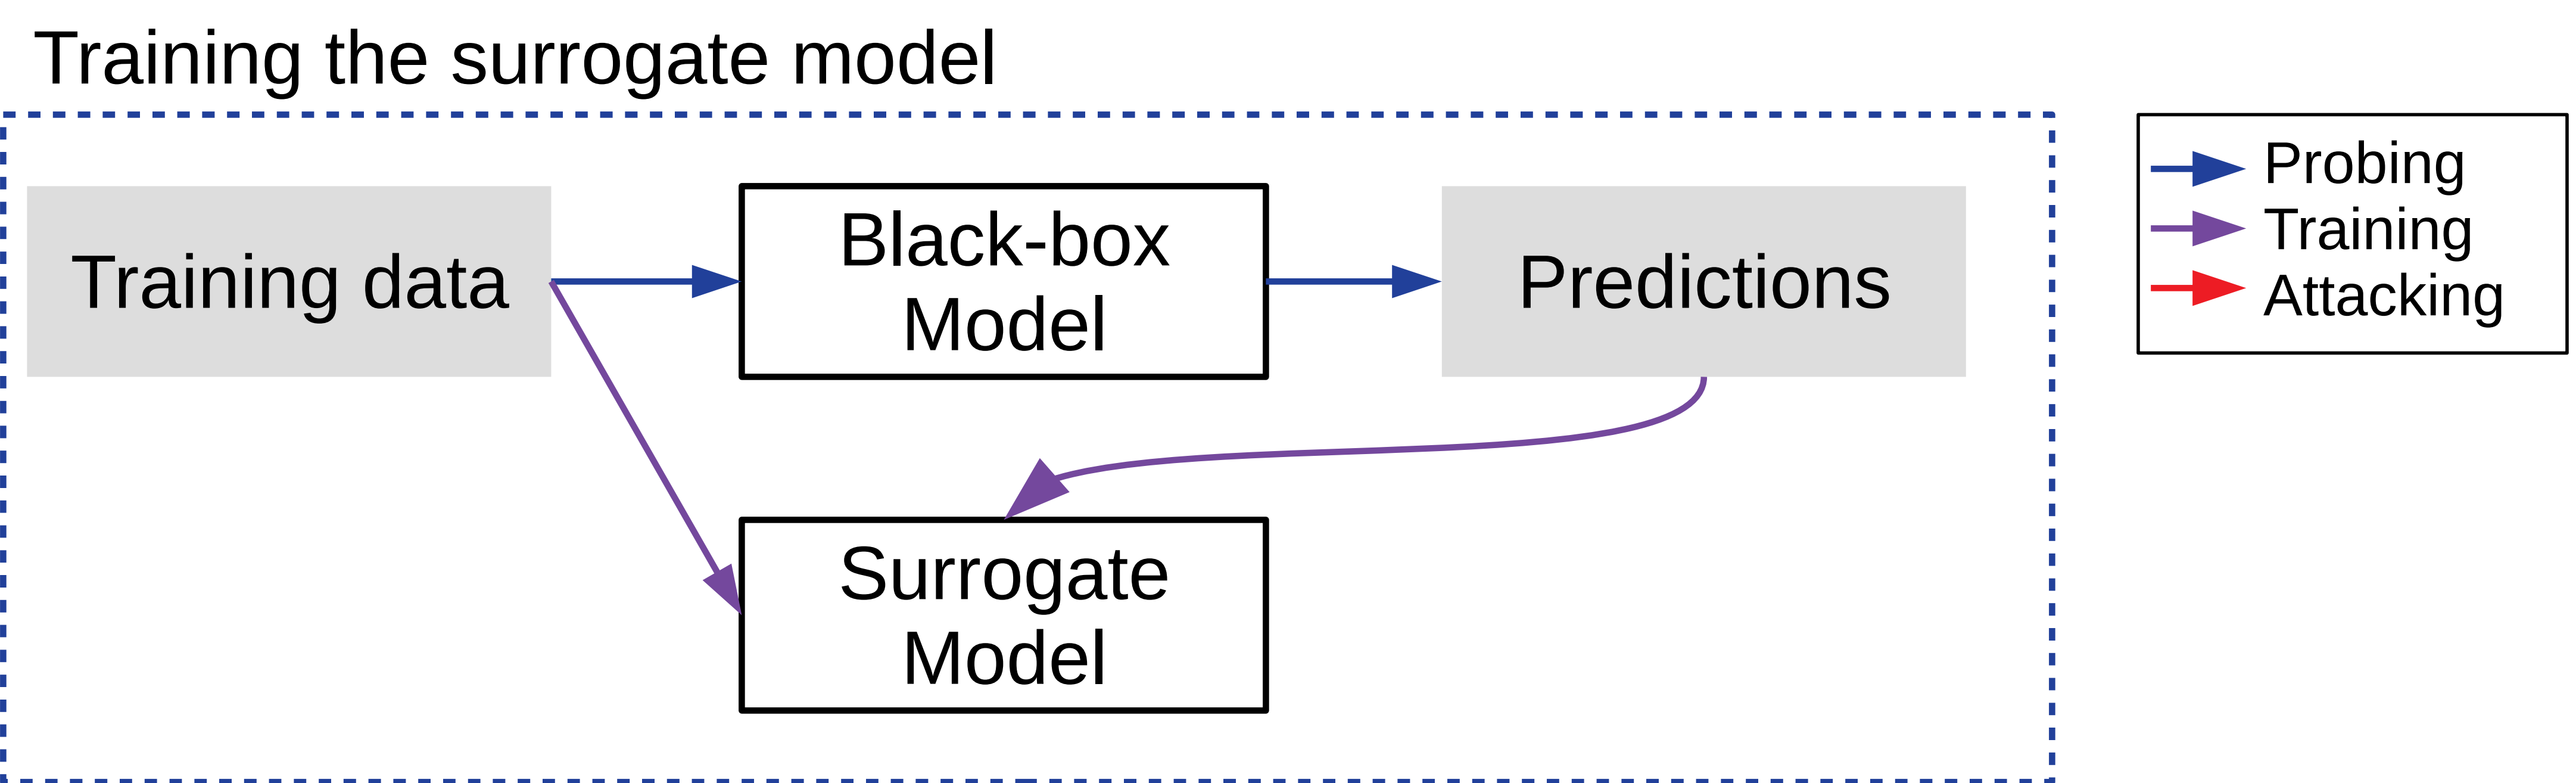 Training the surrogate model
Training data
Black-box
Model
Predictions
Surrogate
Model
Probing
Training
Attacking